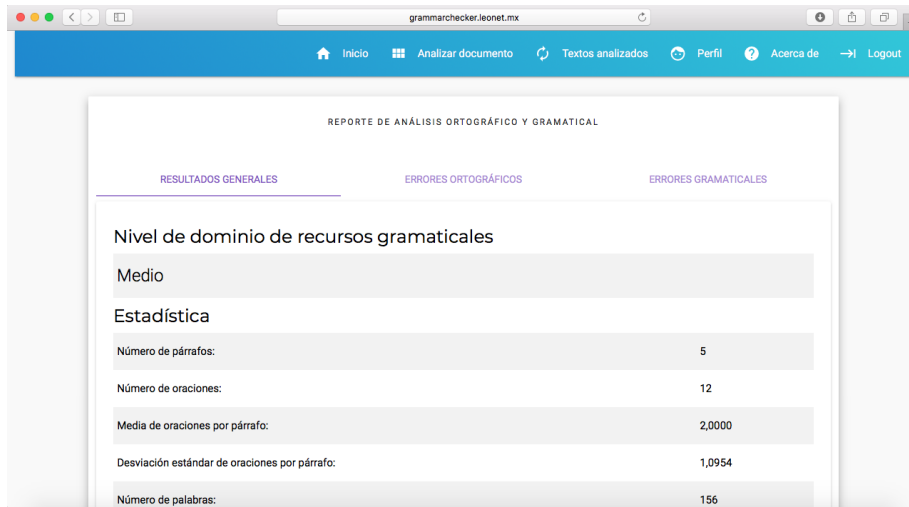 grammarchecker.leonet.mx
Inicio Analizar documento Textos analizados Perfil ? Acerca de Logout
REPORTE DE ANÁLISIS ORTOGRÁFICO Y GRAMATICAL
RESULTADOS GENERALES ERRORES ORTOGRÁFICOS ERRORES GRAMATICALES
Nivel de dominio de recursos gramaticales
Medio
Estadística
Número de párrafos: 5
Número de oraciones: 12
Media de oraciones por párrafo: 2,0000
Desviación estándar de oraciones por párrafo: 1,0954
Número de palabras: 156